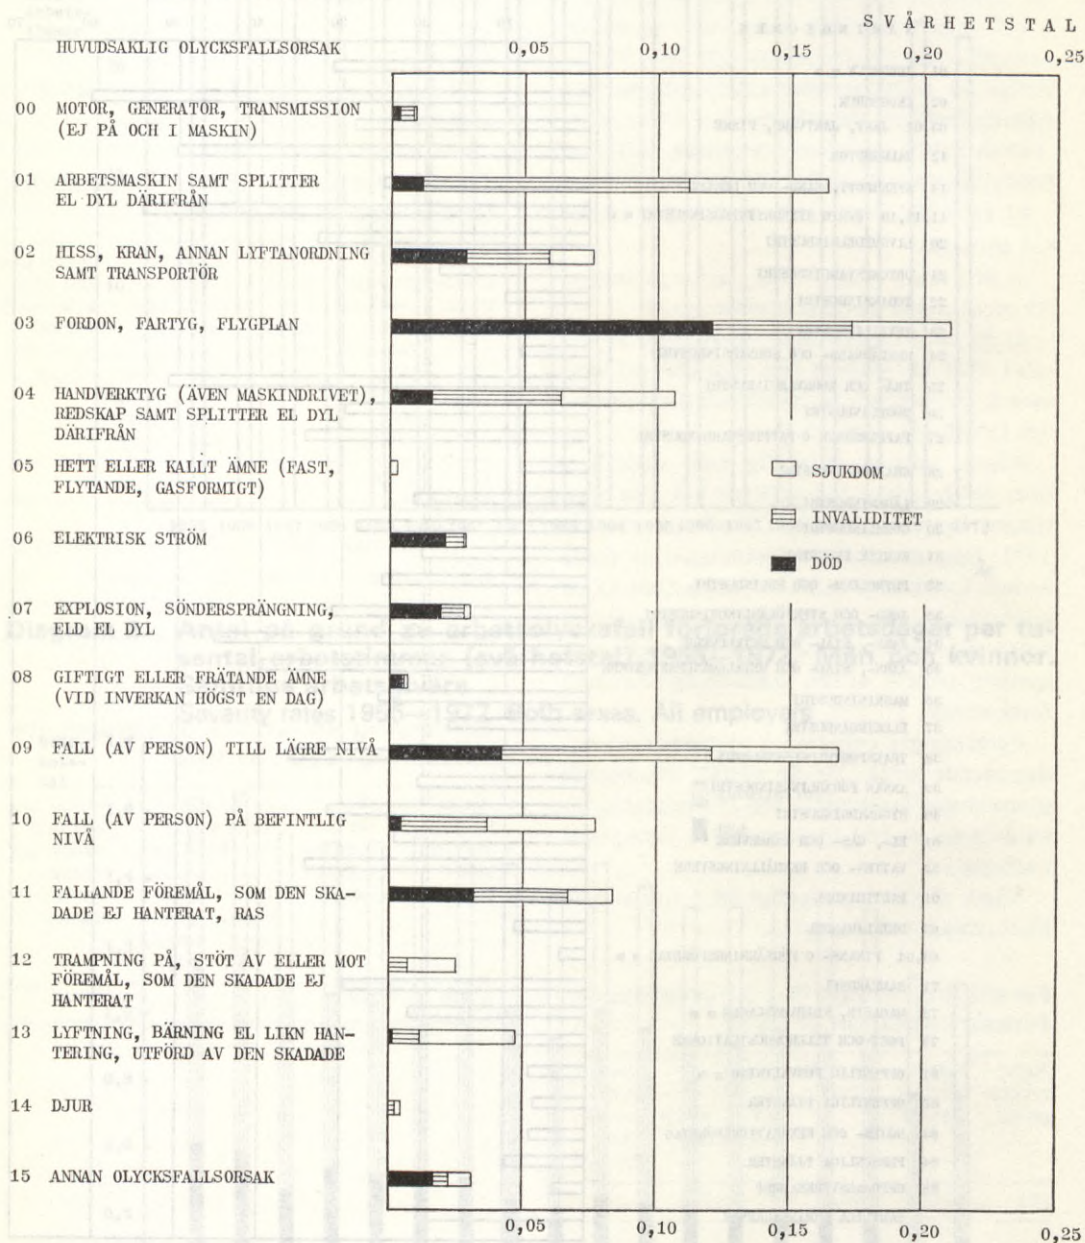 SVÅRHETSTAL
HUVUDSAKLIG OLYCKSFALLSORSAK
0,05 0,10 0,15 0,20 0,25
00 MOTOR, GENERATOR, TRANSMISSION
(EJ PÅ OCH I MASKIN)
01 ARBETSMASKIN SAMT SPLITTER
EL DYL DÄRIFRÅN
02 HISS, KRAN, ANNAN LYFTANORDNING
SAMT TRANSPORTÖR
03 FORDON, FARTYG, FLYGPLAN
04 HANDVERKTYG (ÄVEN MASKINDRIVET),
REDSKAP SAMT SPLITTER EL DYL
DÄRIFRÅN
05 HETT ELLER KALLT ÄMNE (FAST,
FLYTANDE, GASFORMIGT)
SJUKDOM
INVALIDITET
DÖD
06 ELEKTRISK STRÖM
07 EXPLOSION, SÖNDERSPRÄNGNING,
ELD EL DYL
08 GIFTIGT ELLER FRÄTANDE ÄMNE
(VID INVERKAN HÖGST EN DAG)
09 FALL (AV PERSON) TILL LÄGRE NIVÅ
10 FALL (AV PERSON) PÅ BEFINTLIG
NIVÅ
11 FALLANDE FÖREMÅL, SOM DEN SKA-
DADE EJ HANTERAT, RAS
12 TRAMPNING PÅ, STÖT AV ELLER MOT
FÖREMÅL, SOM DEN SKADADE EJ
HANTERAT
13 LYFTNING, BÄRNING EL LIKN HAN-
TERING, UTFÖRD AV DEN SKADADE
14 DJUR
15 ANNAN OLYCKSFALLSORSAK
0,05 0,10 0,15 0,20 0,25